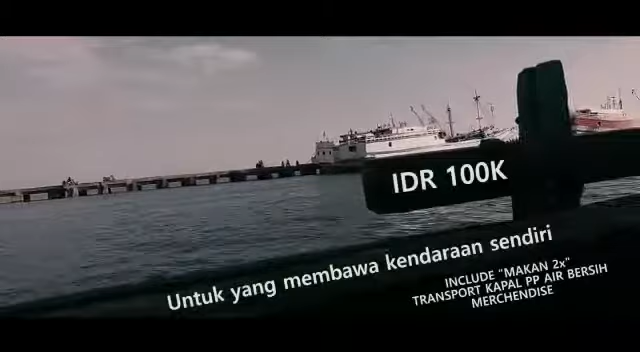 IDR 100K
Untuk yang membawa kendaraan sendiri
INCLUDE "MAKAN 2x"
TRANSPORT KAPAL PP AIR BERSIH
MERCHENDISE